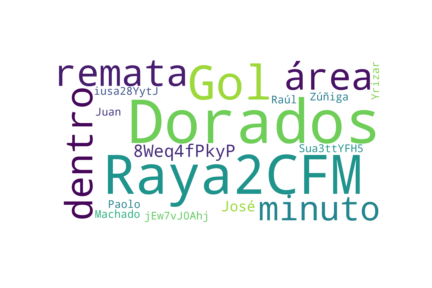 remata
Gol
área
Yrizar
iusa28YytJ
Raúl
Zúñiga
dentro
Juan
Dorados
8Weq4fPkyP
Sua3ttYFH5
Raya2CFM
Paolo
Machado
jEw7vJ0Ahj
José
minuto